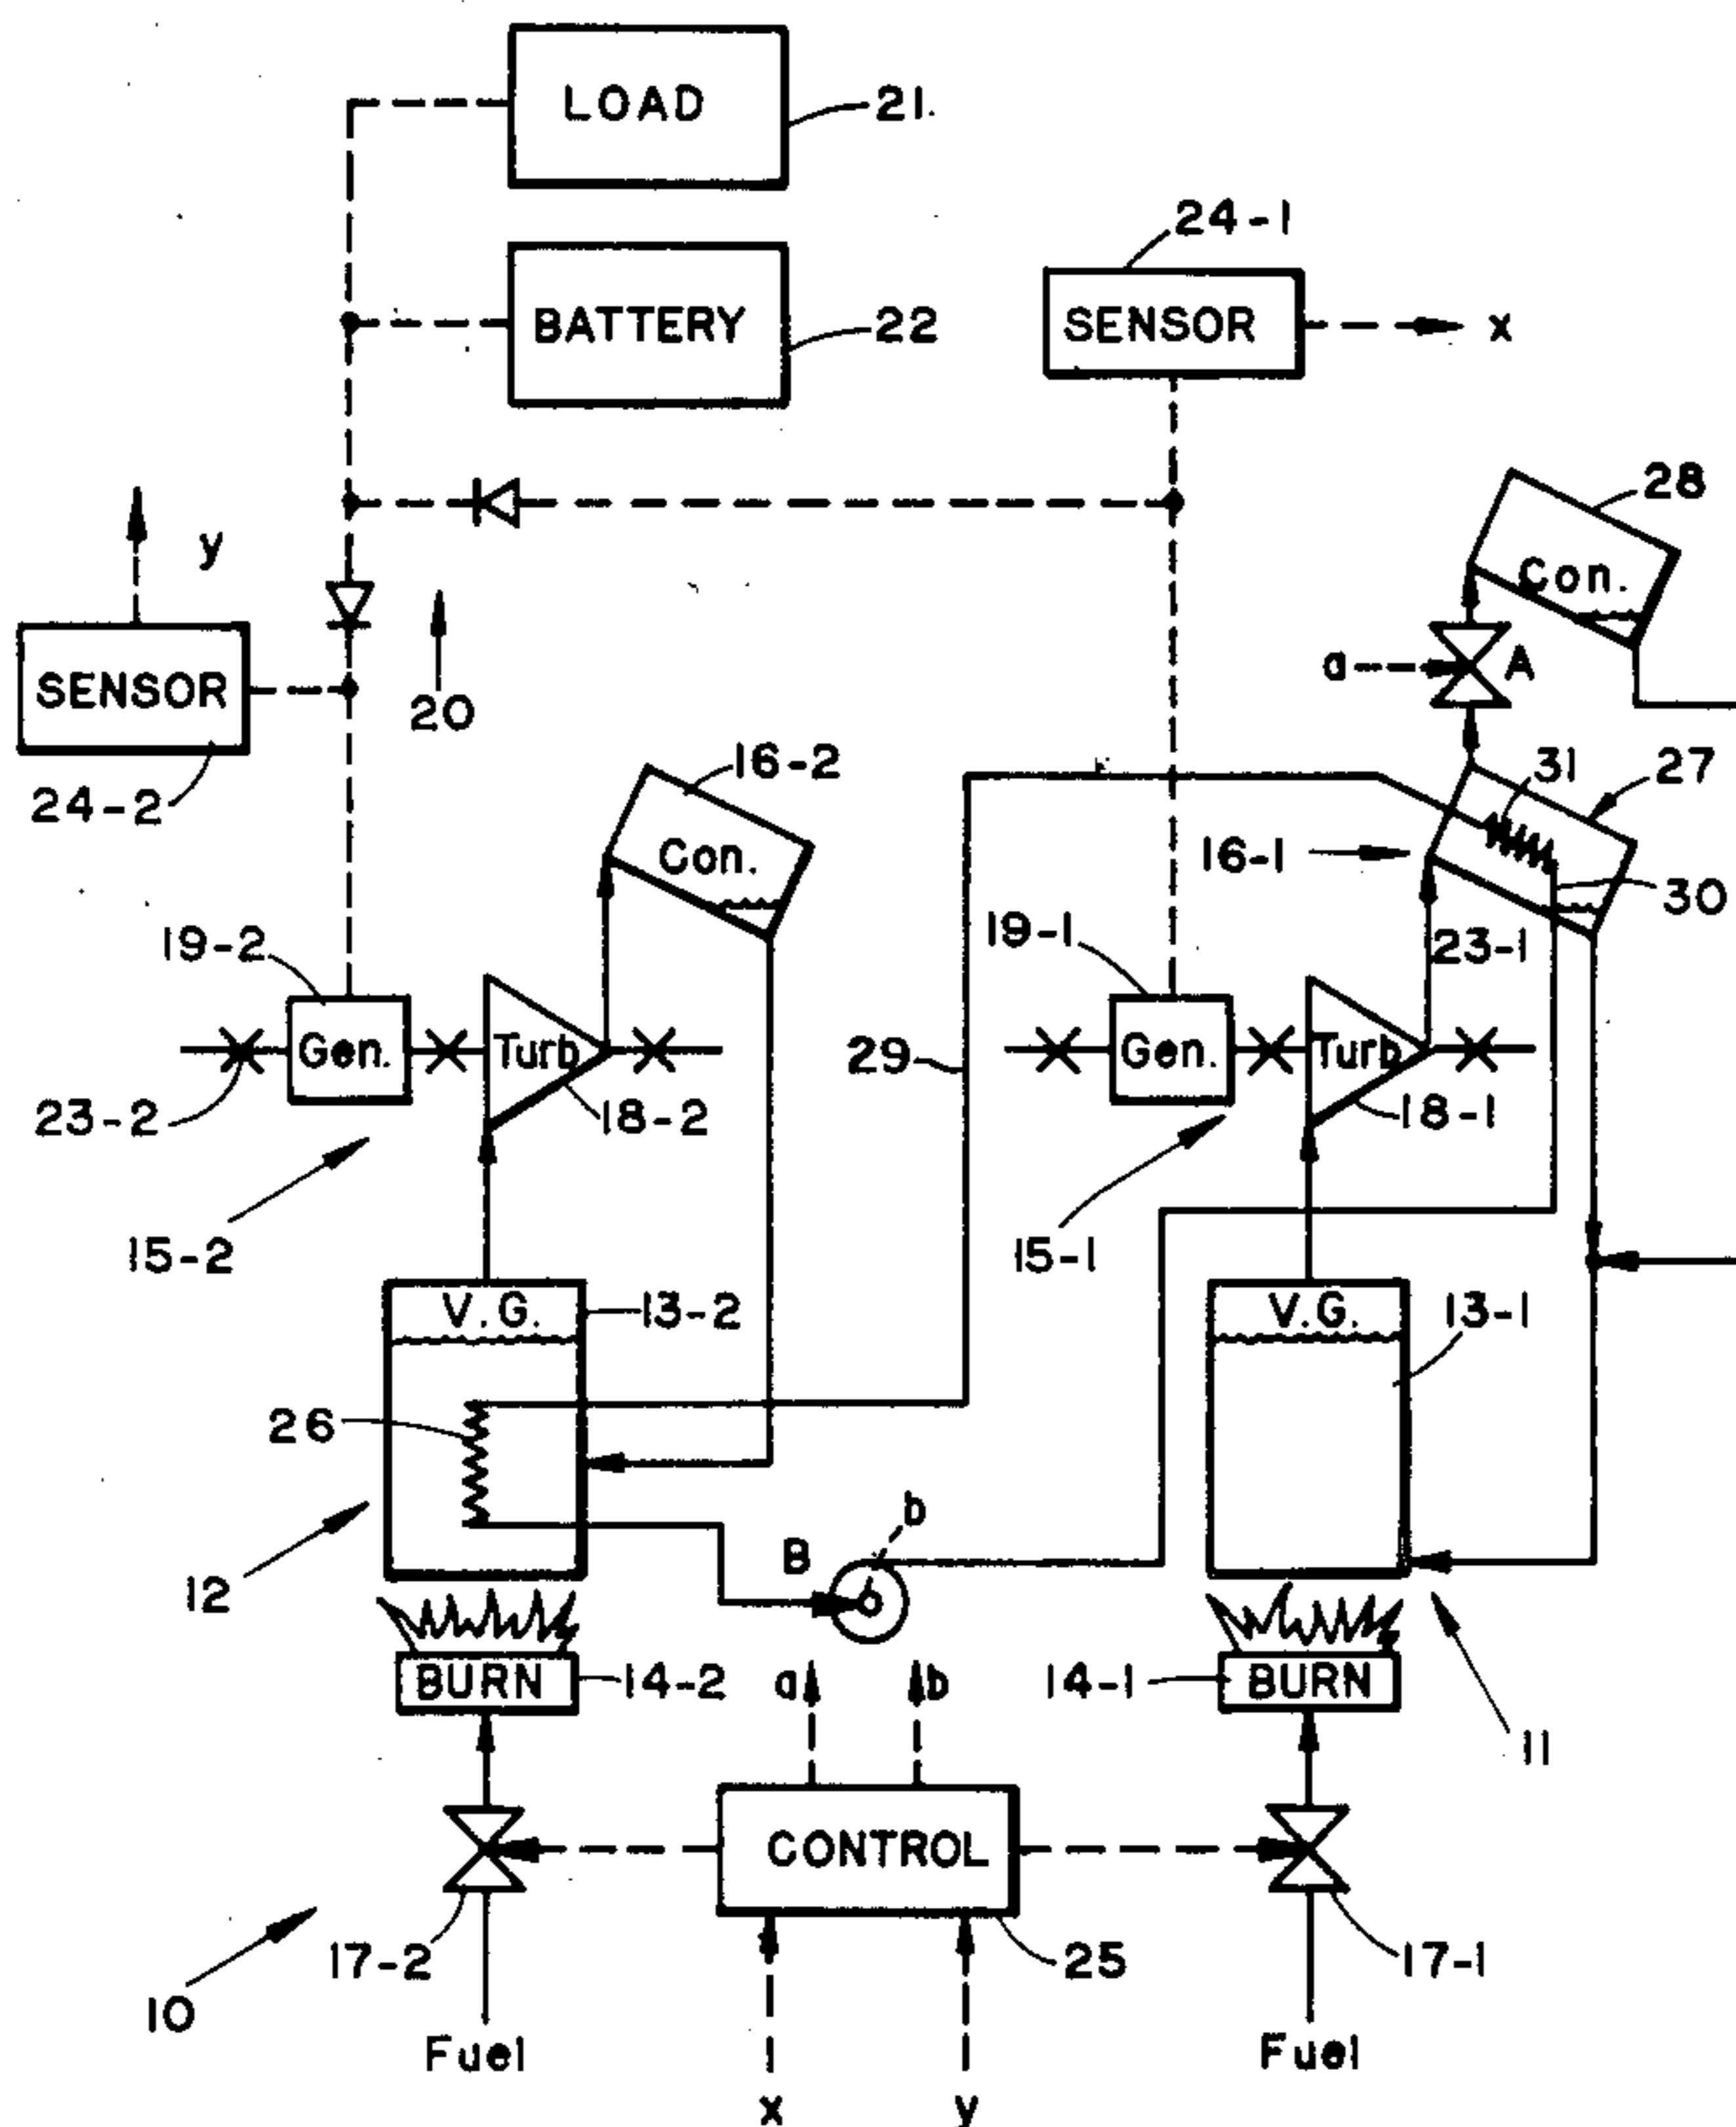 LOAD
21
24-1
BATTERY
22
SENSOR
x
28
y
Con.
a
A
SENSOR
20
31
27
16-2
24-2
Con.
16-1
30
19-2
19-1
23-1
Gen.
Turb
29
Gen.
Turb
23-2
18-2
18-1
15-2
15-1
V.G.
13-2
V.G.
13-1
26
b
B
12
BURN
14-2
a
b
14-1
BURN
11
CONTROL
17-2
25
17-1
10
Fuel
Fuel
x
y